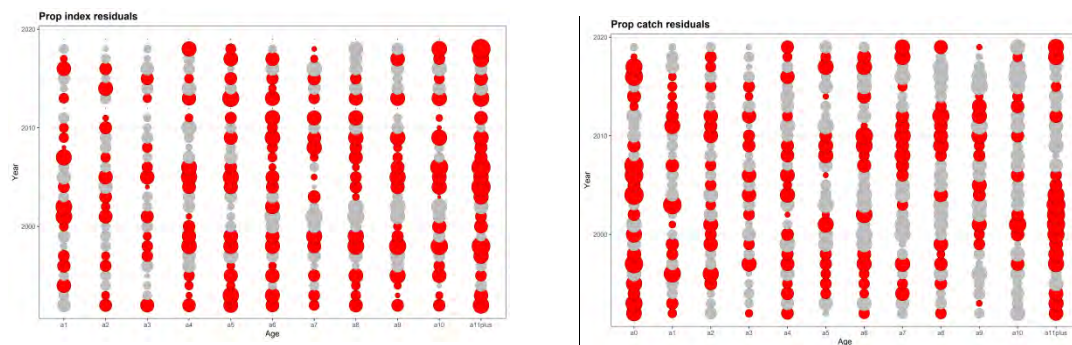 Prop index residuals
2020
2010
2000
Year
a1 a2 a3 a4 a5 a6 a7 a8 a9 a10 a11plus
Age
Prop catch residuals
2020
2010
2000
Year
a0 a1 a2 a3 a4 a5 a6 a7 a8 a9 a10 a11plus
Age